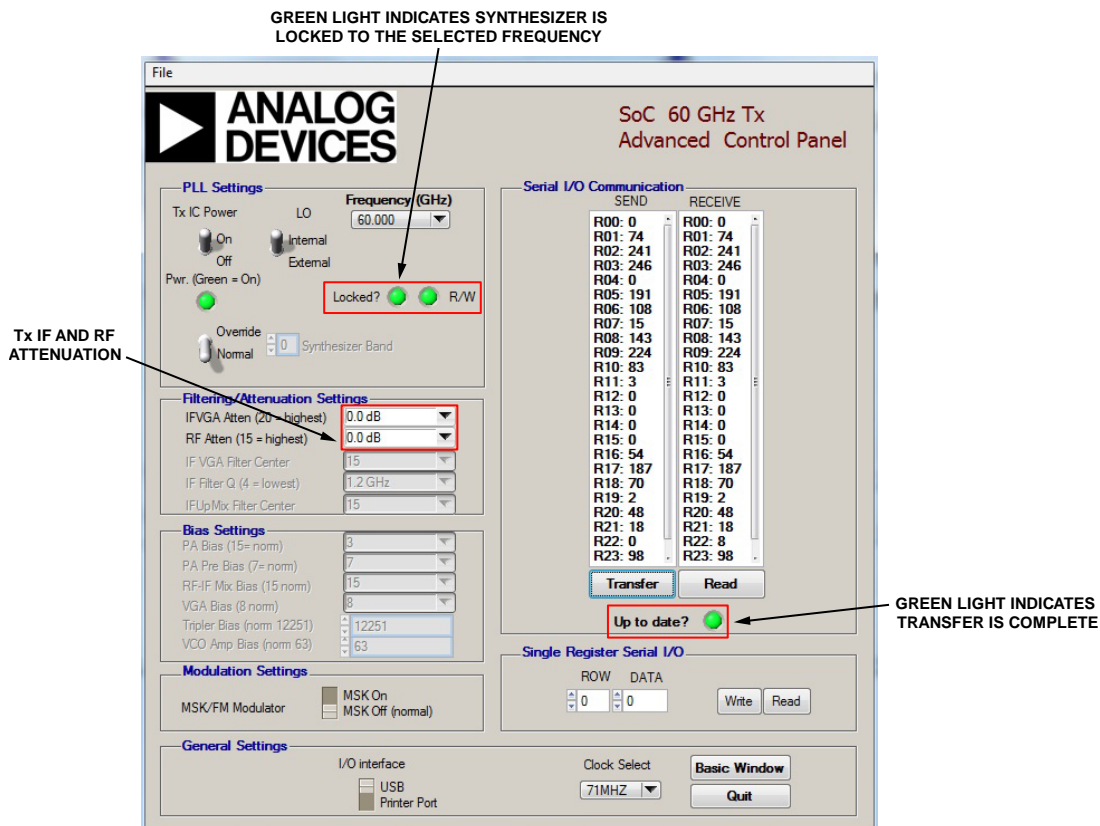 GREEN LIGHT INDICATES SYNTHESIZER IS
LOCKED TO THE SELECTED FREQUENCY
File
ANALOG
DEVICES
SoC 60 GHz Tx
Advanced Control Panel
PLL Settings
Tx IC Power
LO
Frequency (GHz)
60.000
On
Off
Internal
External
Pwr. (Green = On)
Locked?
R/W
Override
Normal
0
Synthesizer Band
Tx IF AND RF
ATTENUATION
Filtering/Attenuation Settings
IFVGA Atten (20 = highest)
0.0 dB
RF Atten (15 = highest)
0.0 dB
IF VGA Filter Center
15
IF Filter Q (4 = lowest)
1.2 GHz
IFUpMix Filter Center
15
Bias Settings
PA Bias (15= norm)
3
PA Pre Bias (7= norm)
7
RF-IF Mix Bias (15 norm)
15
VGA Bias (8 norm)
8
Tripler Bias (norm 12251)
12251
VCO Amp Bias (norm 63)
63
Modulation Settings
MSK/FM Modulator
MSK On
MSK Off (normal)
Serial I/O Communication
SEND RECEIVE
R00: 0 R00: 0
R01: 74 R01: 74
R02: 241 R02: 241
R03: 246 R03: 246
R04: 0 R04: 0
R05: 191 R05: 191
R06: 108 R06: 108
R07: 15 R07: 15
R08: 143 R08: 143
R09: 224 R09: 224
R10: 83 R10: 83
R11: 3 R11: 3
R12: 0 R12: 0
R13: 0 R13: 0
R14: 0 R14: 0
R15: 0 R15: 0
R16: 54 R16: 54
R17: 187 R17: 187
R18: 70 R18: 70
R19: 2 R19: 2
R20: 48 R20: 48
R21: 18 R21: 18
R22: 0 R22: 8
R23: 98 R23: 98
Transfer
Read
Up to date?
GREEN LIGHT INDICATES
TRANSFER IS COMPLETE
Single Register Serial I/O
ROW DATA
0 0
Write
Read
General Settings
I/O interface
USB
Printer Port
Clock Select
71MHZ
Basic Window
Quit